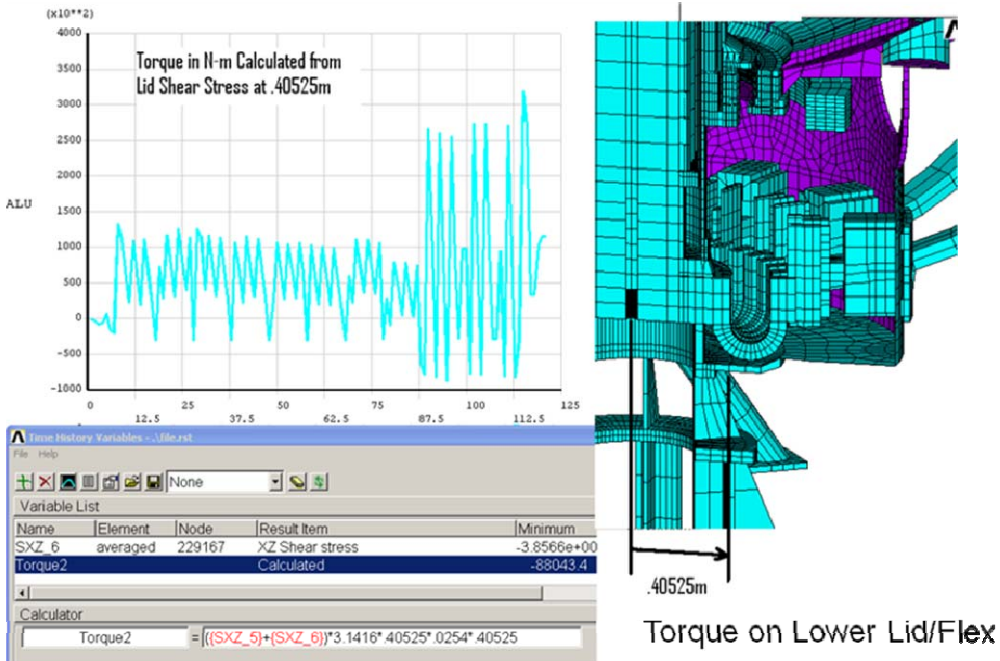 (x10**2)
4000
3500
3000
2500
2000
1500
1000
500
0
-500
-1000
Torque in N-m Calculated from
Lid Shear Stress at .40525m
ALU
0 25 50 75 100 125
12.5 37.5 62.5 87.5 112.5
Time History Variables - .\file.rst
File Help
None
Variable List
Name Element Node Result Item Minimum
SXZ_6 averaged 229167 XZ Shear stress -3.8566e+00
Torque2 Calculated -88043.4
Calculator
Torque2 = ({SXZ_5}+{SXZ_6})*3.1416*.40525*.0254*.40525
.40525m
Torque on Lower Lid/Flex